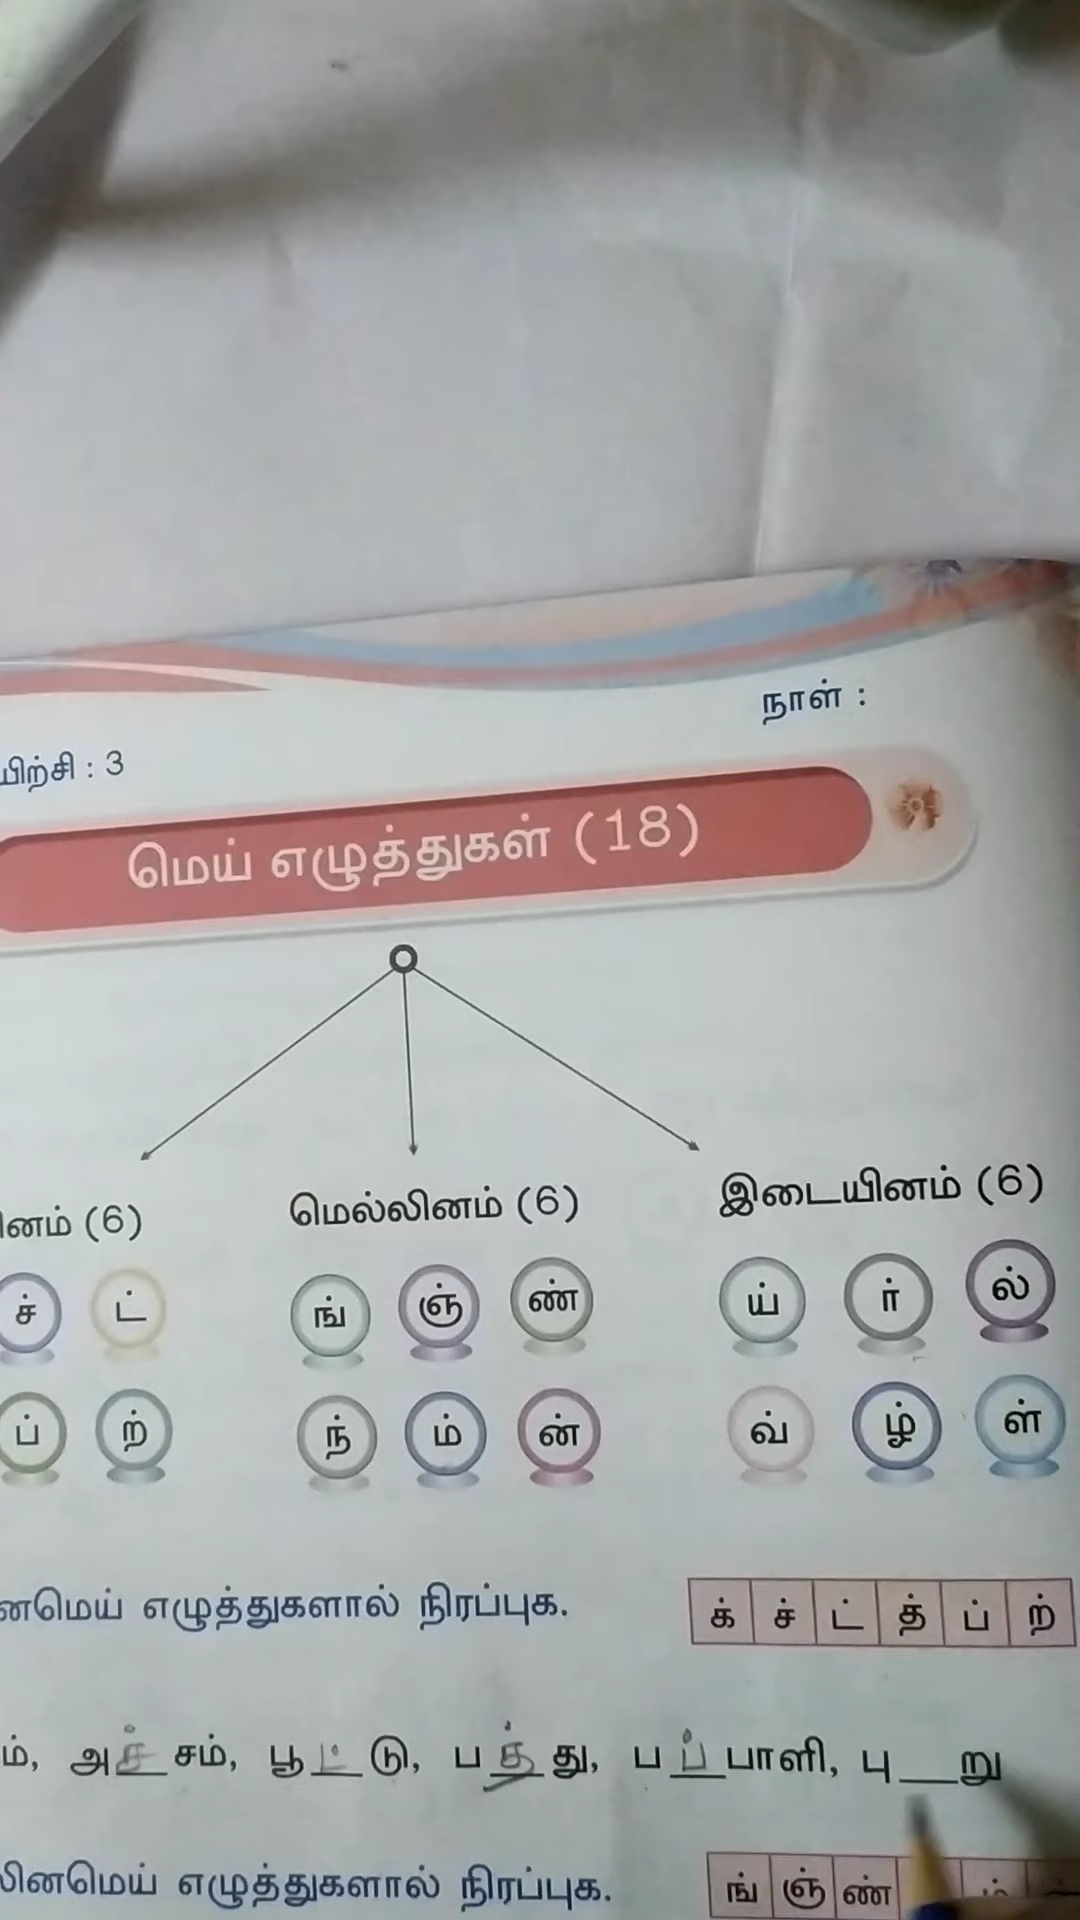 நாள் :
யிற்சி : 3
மெய் எழுத்துகள் (18)
னம் (6) மெல்லினம் (6) இடையினம் (6)
ச் ட் ங் ஞ் ண் ய் ர் ல்
ப் ற் ந் ம் ன் வ் ழ் ள்
னமெய் எழுத்துகளால் நிரப்புக. க் ச் ட் த் ப் ற்
ம், அச்சம், பூட்டு, பத்து, பப்பாளி, பு__று
லினமெய் எழுத்துகளால் நிரப்புக. ங் ஞ் ண்